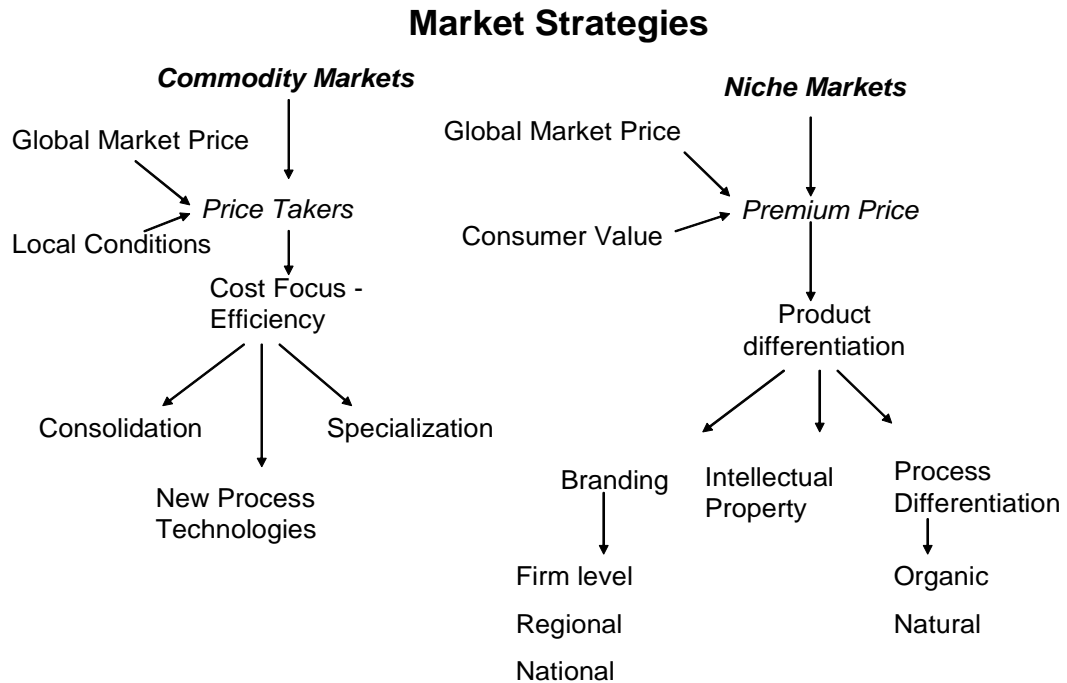 Market Strategies
Commodity Markets
Global Market Price
Price Takers
Local Conditions
Cost Focus -
Efficiency
Consolidation
Specialization
New Process
Technologies
Niche Markets
Global Market Price
Premium Price
Consumer Value
Product
differentiation
Branding
Intellectual
Property
Process
Differentiation
Firm level
Regional
National
Organic
Natural